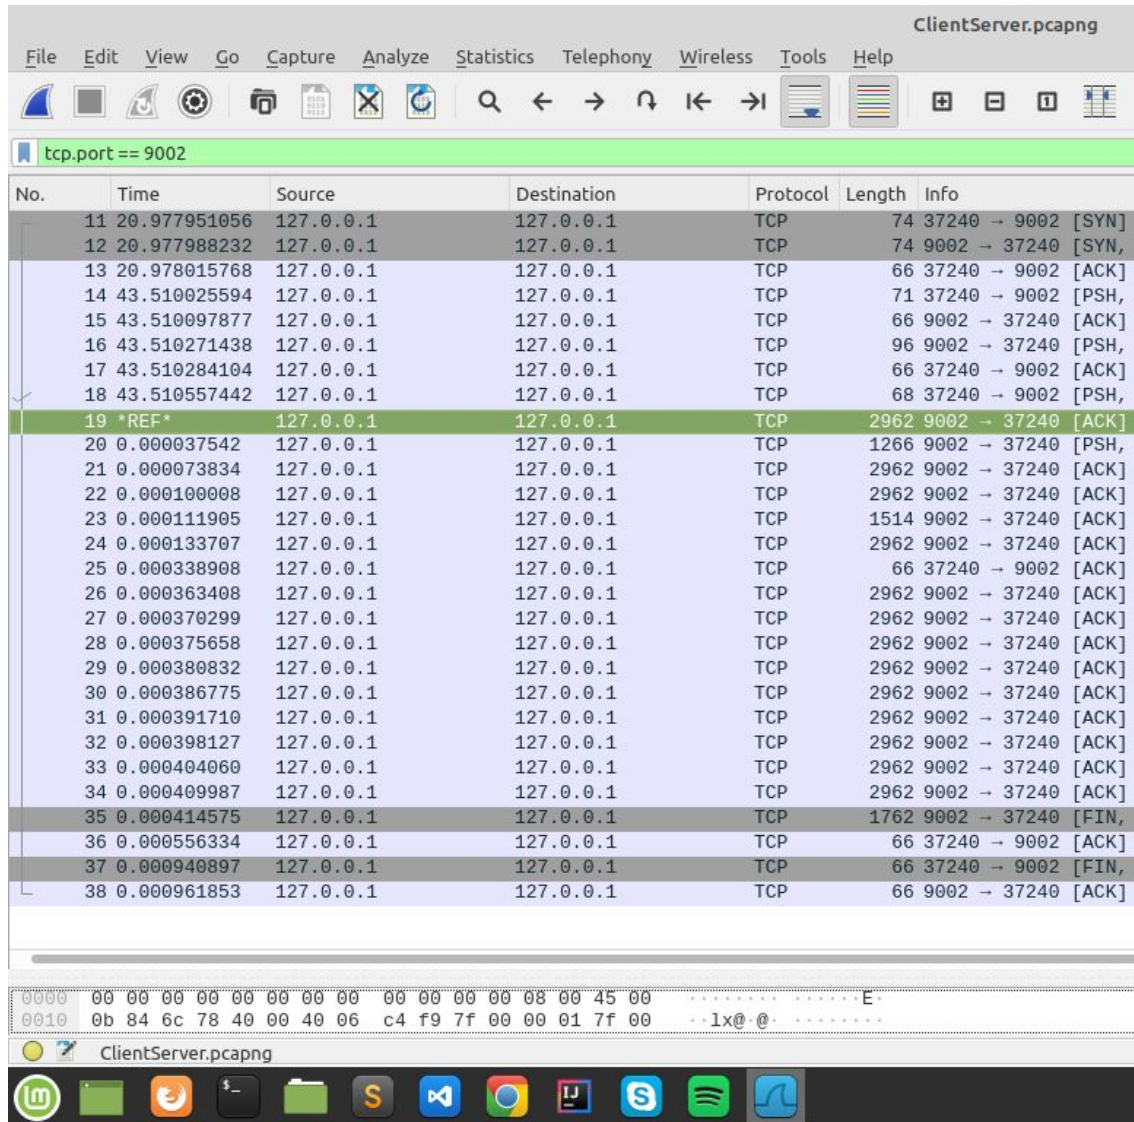 ClientServer.pcapng
File Edit View Go Capture Analyze Statistics Telephony Wireless Tools Help
tcp.port == 9002
No. Time Source Destination Protocol Length Info
11 20.977951056 127.0.0.1 127.0.0.1 TCP 74 37240 → 9002 [SYN]
12 20.977988232 127.0.0.1 127.0.0.1 TCP 74 9002 → 37240 [SYN,
13 20.978015768 127.0.0.1 127.0.0.1 TCP 66 37240 → 9002 [ACK]
14 43.510025594 127.0.0.1 127.0.0.1 TCP 71 37240 → 9002 [PSH,
15 43.510097877 127.0.0.1 127.0.0.1 TCP 66 9002 → 37240 [ACK]
16 43.510271438 127.0.0.1 127.0.0.1 TCP 96 9002 → 37240 [PSH,
17 43.510284104 127.0.0.1 127.0.0.1 TCP 66 37240 → 9002 [ACK]
18 43.510557442 127.0.0.1 127.0.0.1 TCP 68 37240 → 9002 [PSH,
19 *REF* 127.0.0.1 127.0.0.1 TCP 2962 9002 → 37240 [ACK]
20 0.000037542 127.0.0.1 127.0.0.1 TCP 1266 9002 → 37240 [PSH,
21 0.000073834 127.0.0.1 127.0.0.1 TCP 2962 9002 → 37240 [ACK]
22 0.000100008 127.0.0.1 127.0.0.1 TCP 2962 9002 → 37240 [ACK]
23 0.000111905 127.0.0.1 127.0.0.1 TCP 1514 9002 → 37240 [ACK]
24 0.000133707 127.0.0.1 127.0.0.1 TCP 2962 9002 → 37240 [ACK]
25 0.000338908 127.0.0.1 127.0.0.1 TCP 66 37240 → 9002 [ACK]
26 0.000363408 127.0.0.1 127.0.0.1 TCP 2962 9002 → 37240 [ACK]
27 0.000370299 127.0.0.1 127.0.0.1 TCP 2962 9002 → 37240 [ACK]
28 0.000375658 127.0.0.1 127.0.0.1 TCP 2962 9002 → 37240 [ACK]
29 0.000380832 127.0.0.1 127.0.0.1 TCP 2962 9002 → 37240 [ACK]
30 0.000386775 127.0.0.1 127.0.0.1 TCP 2962 9002 → 37240 [ACK]
31 0.000391710 127.0.0.1 127.0.0.1 TCP 2962 9002 → 37240 [ACK]
32 0.000398127 127.0.0.1 127.0.0.1 TCP 2962 9002 → 37240 [ACK]
33 0.000404060 127.0.0.1 127.0.0.1 TCP 2962 9002 → 37240 [ACK]
34 0.000409987 127.0.0.1 127.0.0.1 TCP 2962 9002 → 37240 [ACK]
35 0.000414575 127.0.0.1 127.0.0.1 TCP 1762 9002 → 37240 [FIN,
36 0.000556334 127.0.0.1 127.0.0.1 TCP 66 37240 → 9002 [ACK]
37 0.000940897 127.0.0.1 127.0.0.1 TCP 66 37240 → 9002 [FIN,
38 0.000961853 127.0.0.1 127.0.0.1 TCP 66 9002 → 37240 [ACK]
0000 00 00 00 00 00 00 00 00 00 00 00 00 08 00 45 00 ········ ······E·
0010 0b 84 6c 78 40 00 40 06 c4 f9 7f 00 00 01 7f 00 ··lx@·@· ········
ClientServer.pcapng